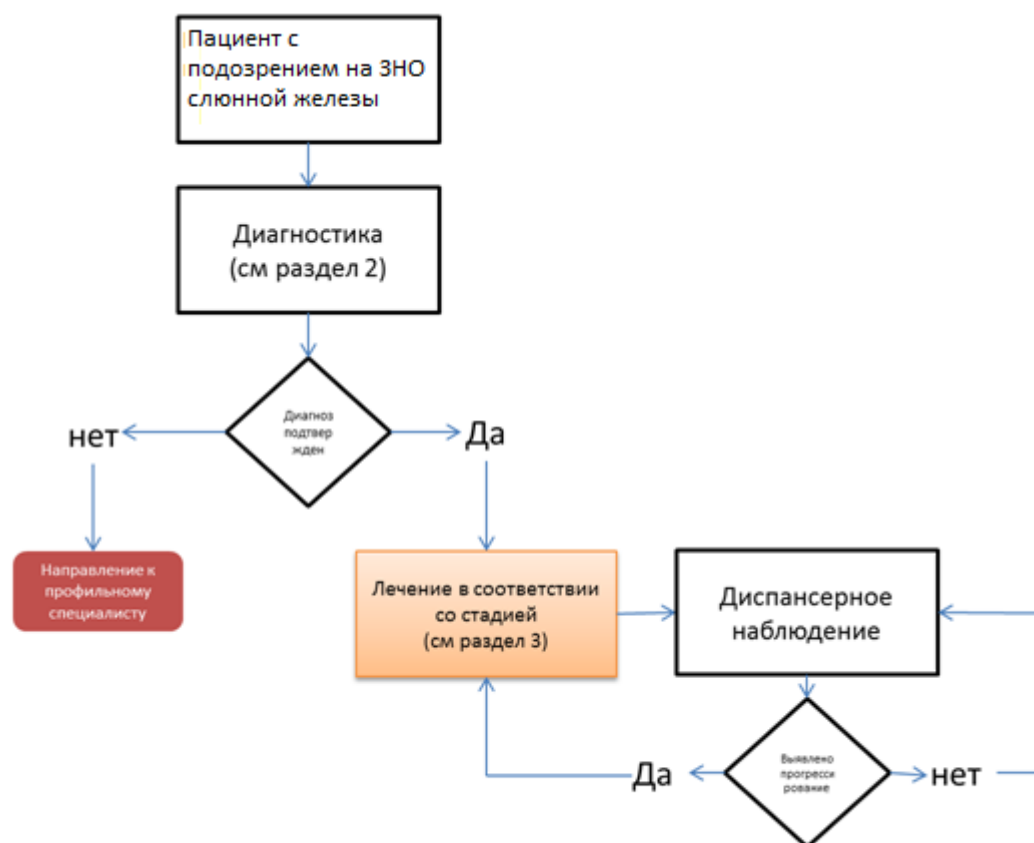 Пациент с
подозрением на ЗНО
слюнной железы
Диагностика
(см раздел 2)
Диагноз
подтвер
жден
нет
Да
Направление к
профильному
специалисту
Лечение в соответствии
со стадией
(см раздел 3)
Диспансерное
наблюдение
Выявлено
прогресси
рование
Да
нет